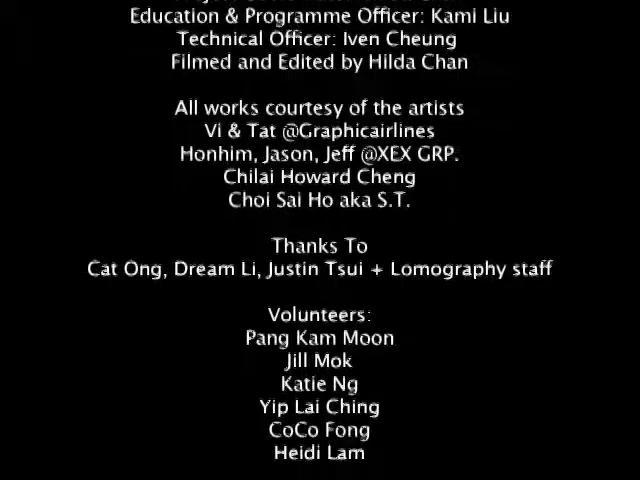 Education & Programme Officer: Kami Liu
Technical Officer: Iven Cheung
Filmed and Edited by Hilda Chan
All works courtesy of the artists
Vi & Tat @Graphicairlines
Honhim, Jason, Jeff @XEX GRP.
Chilai Howard Cheng
Choi Sai Ho aka S.T.
Thanks To
Cat Ong, Dream Li, Justin Tsui + Lomography staff
Volunteers:
Pang Kam Moon
Jill Mok
Katie Ng
Yip Lai Ching
CoCo Fong
Heidi Lam